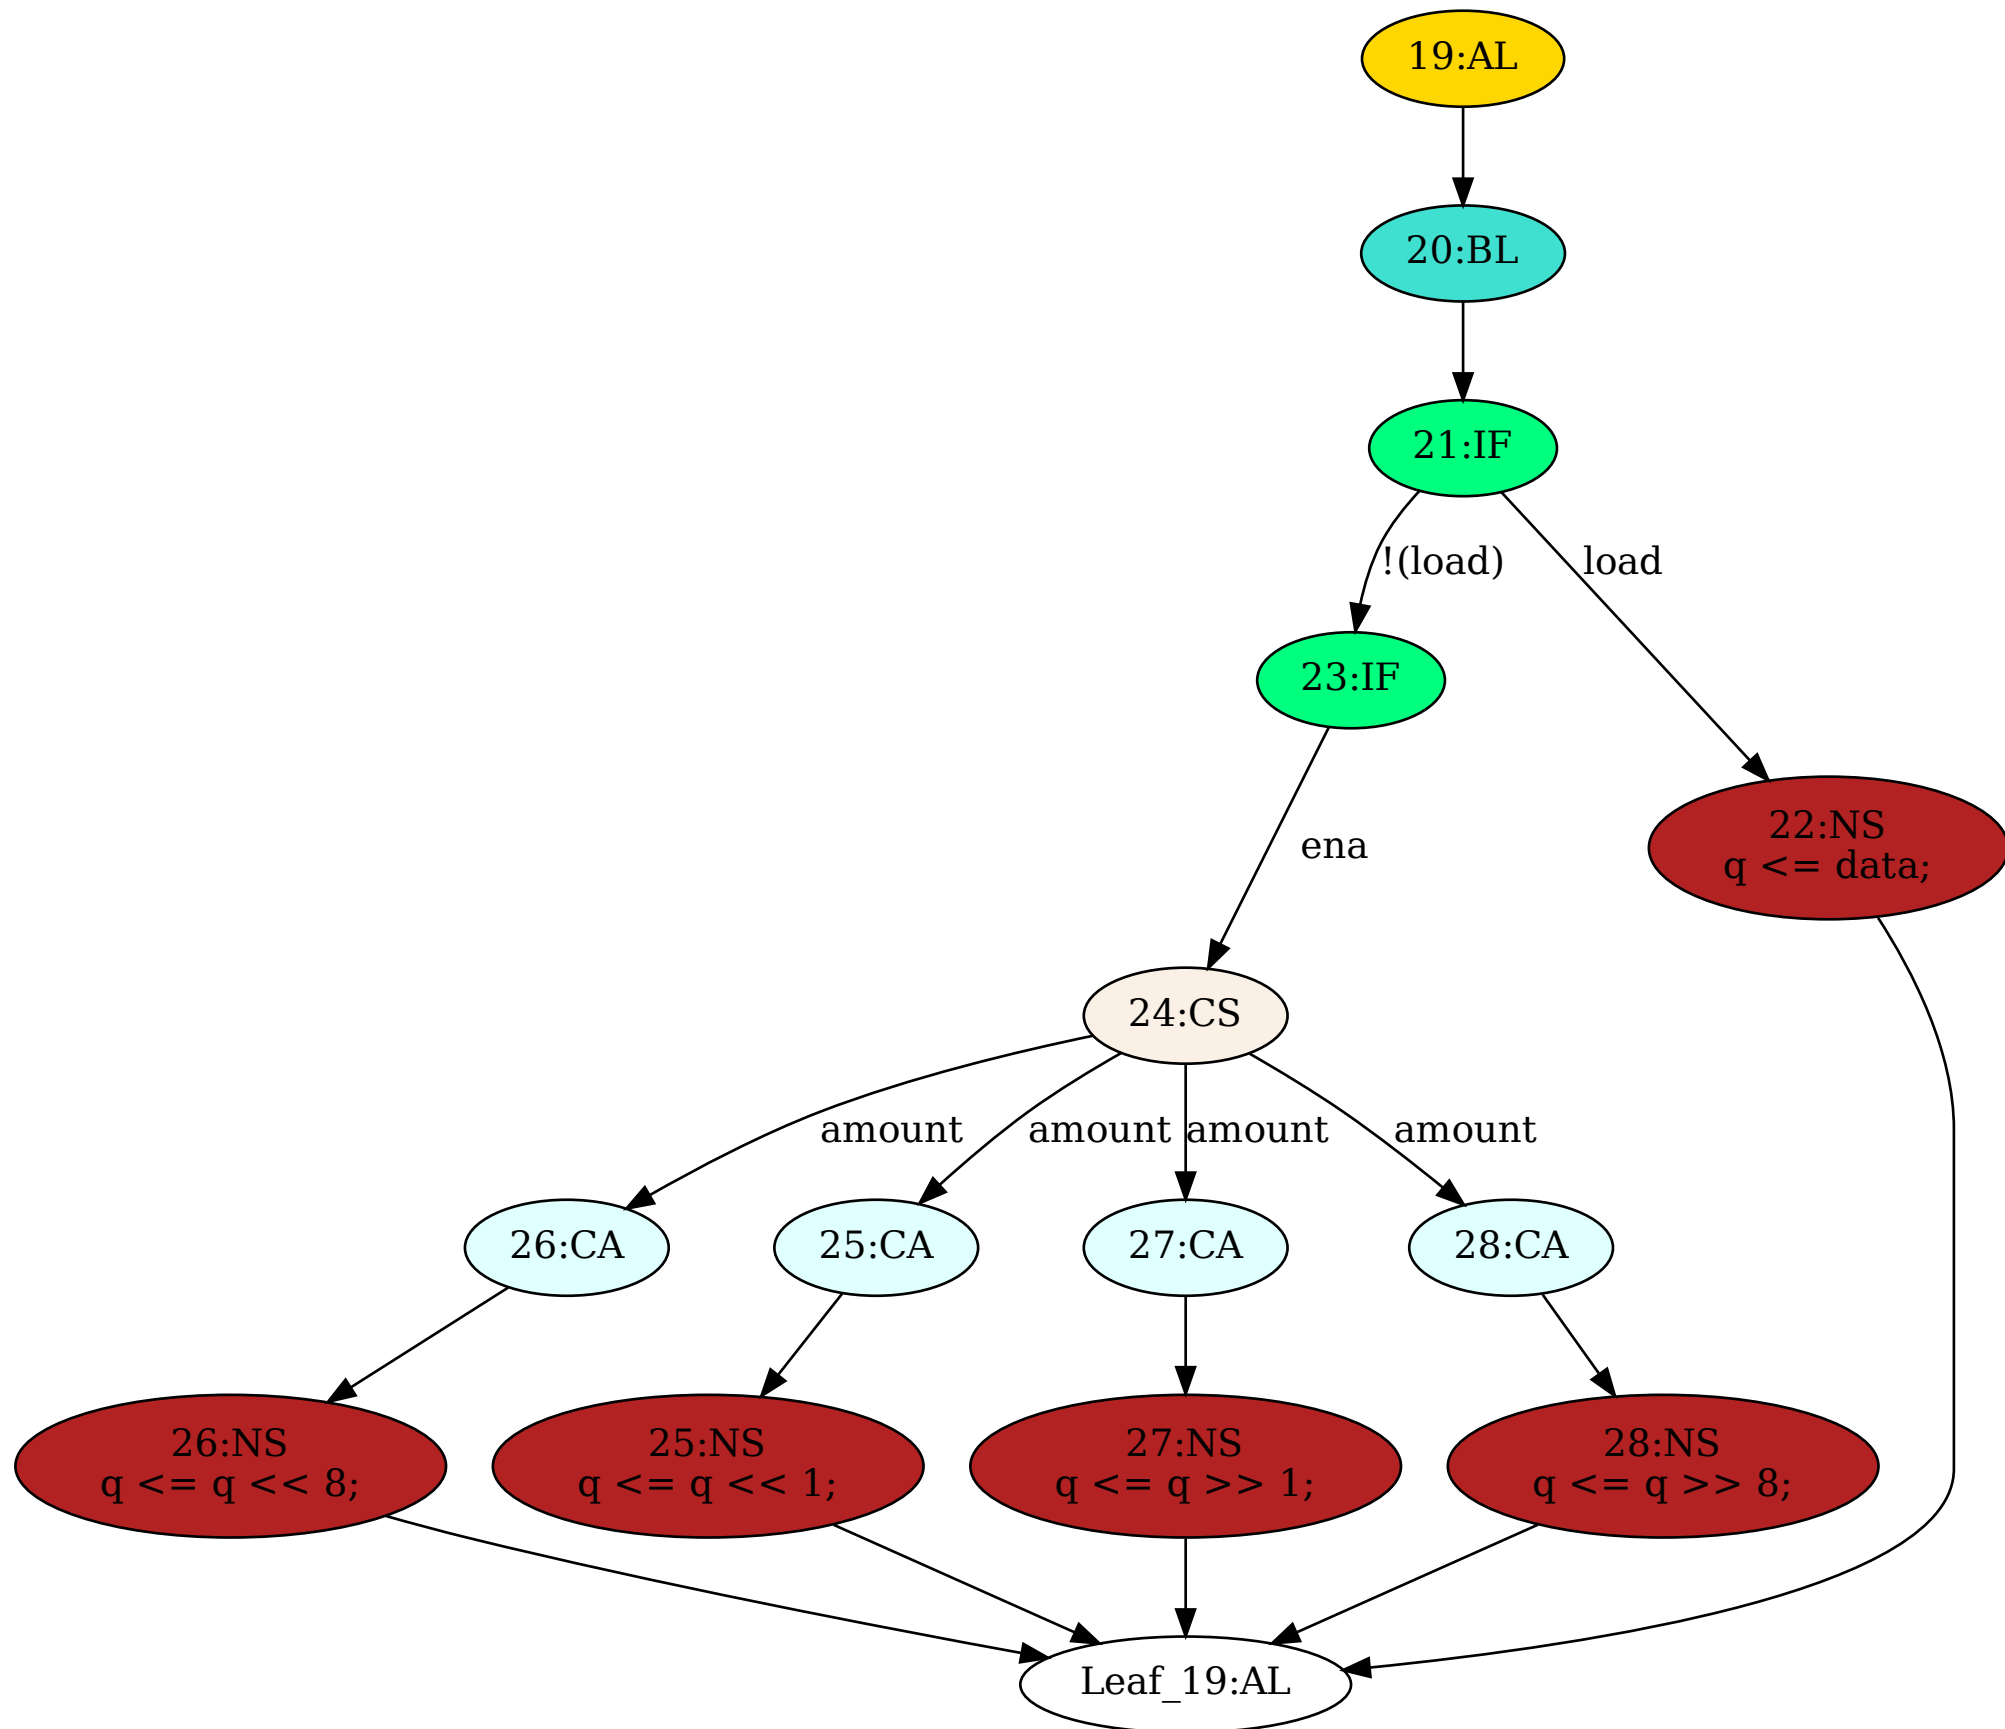 19:AL
20:BL
21:IF
!(load)
load
23:IF
22:NS
q <= data;
ena
24:CS
amount
amount
amount
amount
26:CA
25:CA
27:CA
28:CA
26:NS
q <= q << 8;
25:NS
q <= q << 1;
27:NS
q <= q >> 1;
28:NS
q <= q >> 8;
Leaf_19:AL